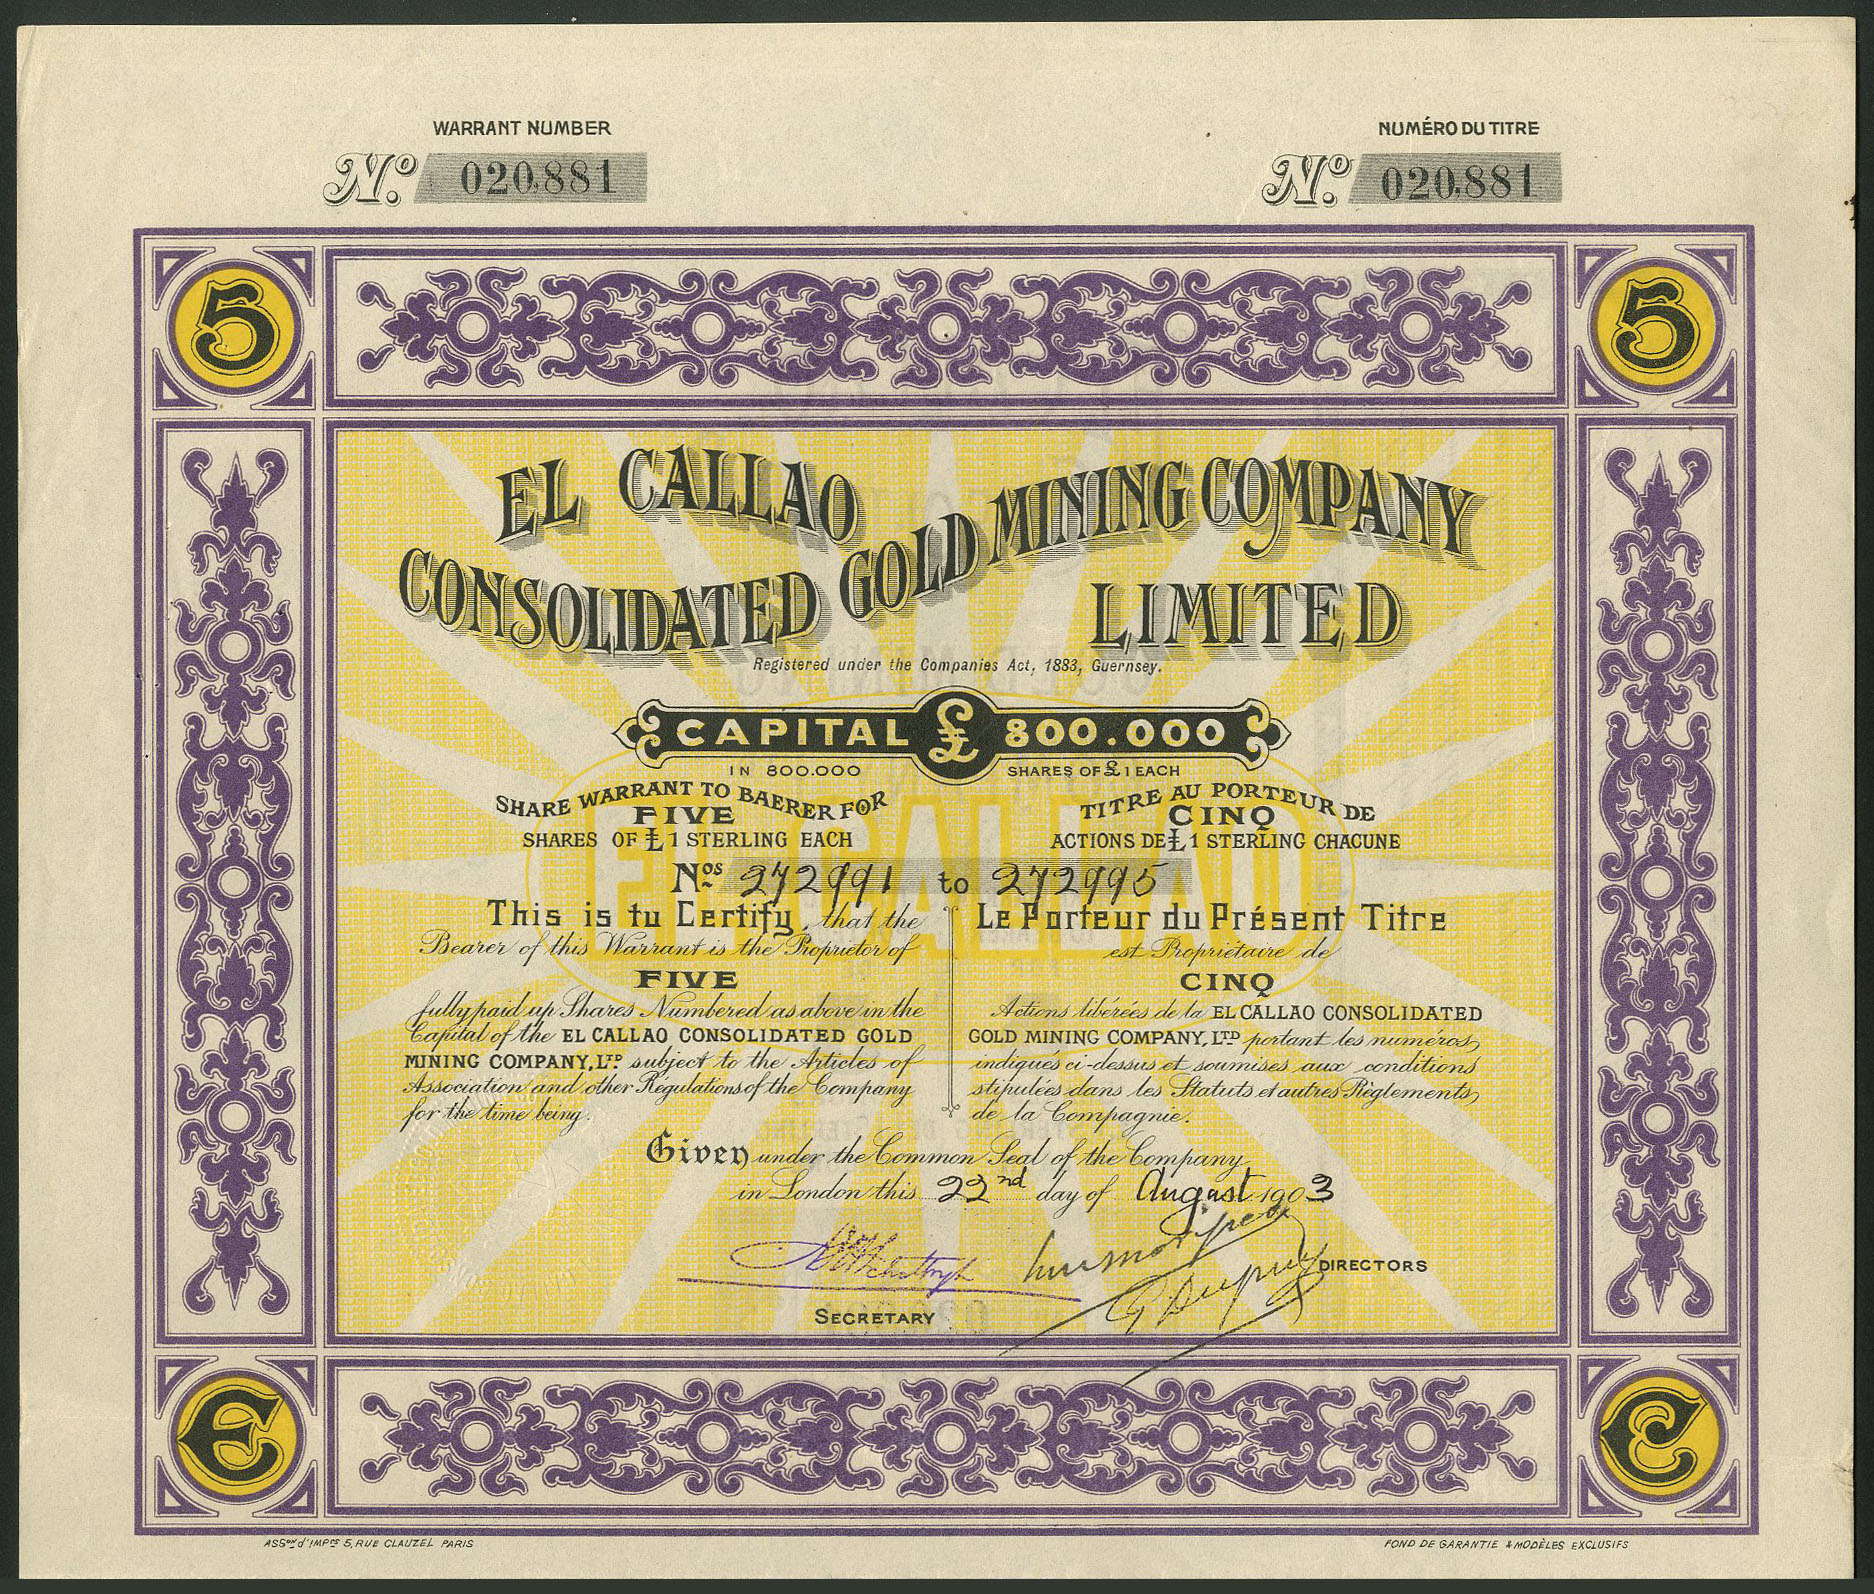 WARRANT NUMBER
Nº 020.881
NUMÉRO DU TITRE
Nº 020.881
5
5
EL CALLAO
CONSOLIDATED GOLD MINING COMPANY
LIMITED
Registered under the Companies Act, 1883, Guernsey.
CAPITAL £ 800.000
IN 800.000 SHARES OF £ 1 EACH
SHARE WARRANT TO BAERER FOR
FIVE
SHARES OF £ 1 STERLING EACH
TITRE AU PORTEUR DE
CINQ
ACTIONS DE £ 1 STERLING CHACUNE
EL CALLAO
Nos 272991 to 272995
This is tu Certify, that the
Bearer of this Warrant is the Proprietor of
FIVE
fully paid up Shares Numbered as above in the
Capital of the EL CALLAO CONSOLIDATED GOLD
MINING COMPANY, LTD. subject to the Articles of
Association and other Regulations of the Company
for the time being.
Le Porteur du Présent Titre
est Propriétaire de
CINQ
Actions libérées de la EL CALLAO CONSOLIDATED
GOLD MINING COMPANY, LTD portant les numéros,
indiqués ci-dessus et soumises aux conditions
stipulées dans les Statuts et autres Règlements,
de la Compagnie.
Given under the Common Seal of the Company
in London this 22nd day of August 1903
DIRECTORS
SECRETARY
E
C
ASSon d'IMPes 5, RUE CLAUZEL PARIS
FOND DE GARANTIE & MODÈLES EXCLUSIFS